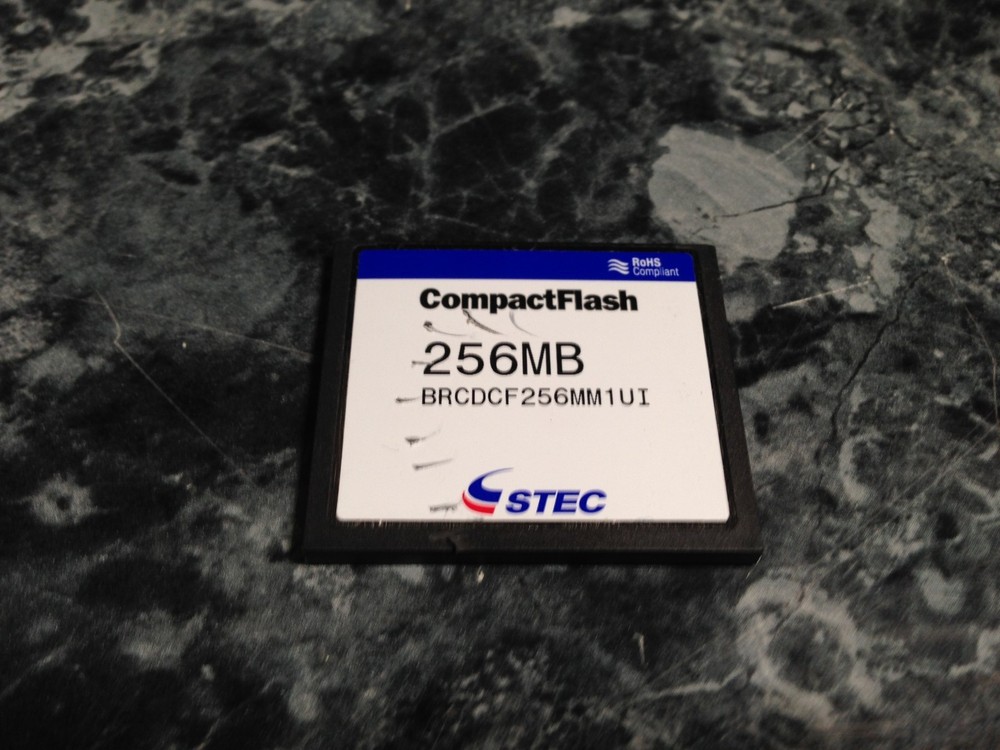 RoHS
Compliant
CompactFlash
256MB
BRCDCF256MM1UI
STEC